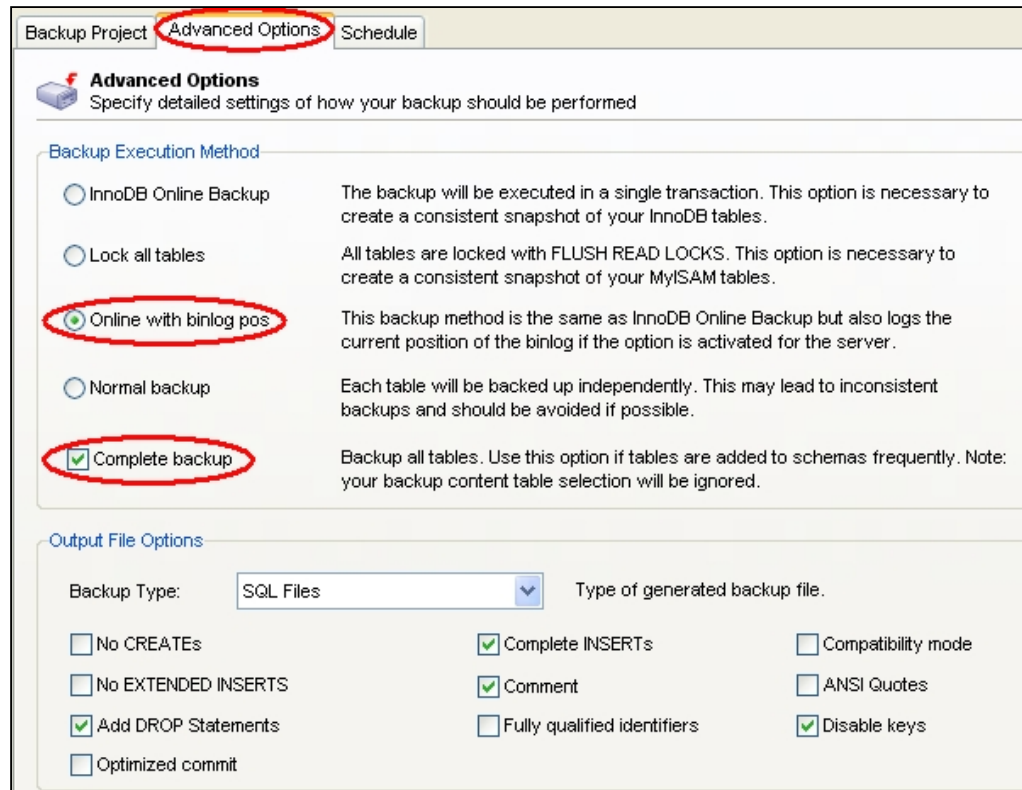 Backup Project Advanced Options Schedule
Advanced Options
Specify detailed settings of how your backup should be performed
Backup Execution Method
InnoDB Online Backup
The backup will be executed in a single transaction. This option is necessary to
create a consistent snapshot of your InnoDB tables.
Lock all tables
All tables are locked with FLUSH READ LOCKS. This option is necessary to
create a consistent snapshot of your MyISAM tables.
Online with binlog pos
This backup method is the same as InnoDB Online Backup but also logs the
current position of the binlog if the option is activated for the server.
Normal backup
Each table will be backed up independently. This may lead to inconsistent
backups and should be avoided if possible.
Complete backup
Backup all tables. Use this option if tables are added to schemas frequently. Note:
your backup content table selection will be ignored.
Output File Options
Backup Type: SQL Files Type of generated backup file.
No CREATEs Complete INSERTs Compatibility mode
No EXTENDED INSERTS Comment ANSI Quotes
Add DROP Statements Fully qualified identifiers Disable keys
Optimized commit